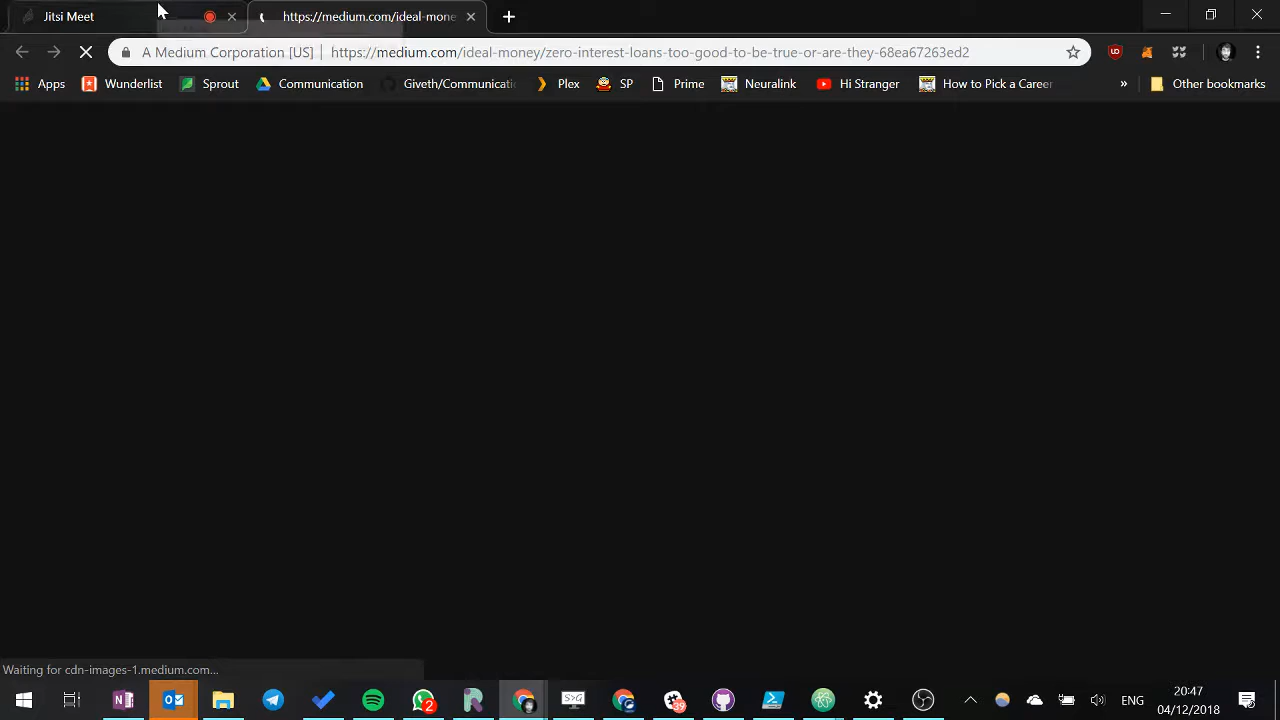 Jitsi Meet
https://medium.com/ideal-mone
A Medium Corporation [US]
https://medium.com/ideal-money/zero-interest-loans-too-good-to-be-true-or-are-they-68ea67263ed2
Apps
Wunderlist
Sprout
Communication
Giveth/Communicatio
Plex
SP
Prime
Neuralink
Hi Stranger
How to Pick a Career
»
Other bookmarks
Waiting for cdn-images-1.medium.com...
2
39
ENG
20:47
04/12/2018